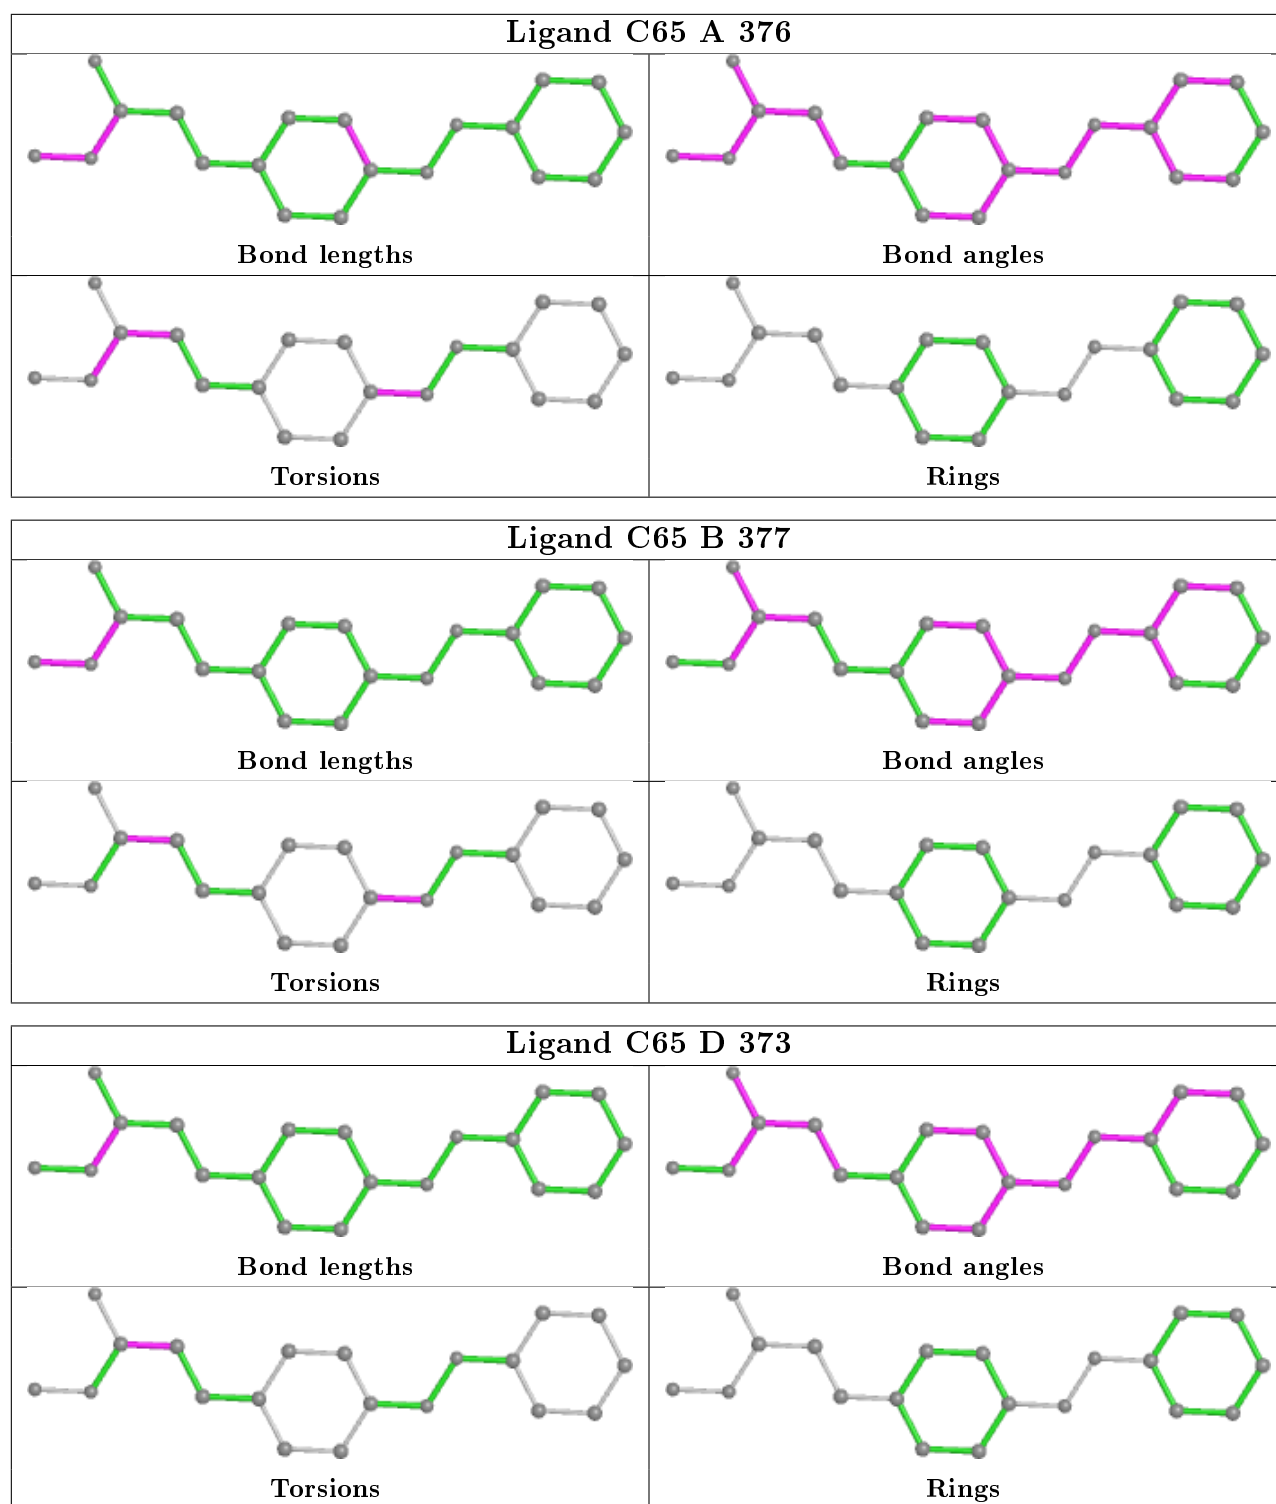 Ligand C65 A 376
Bond lengths
Bond angles
Torsions
Rings
Ligand C65 B 377
Bond lengths
Bond angles
Torsions
Rings
Ligand C65 D 373
Bond lengths
Bond angles
Torsions
Rings